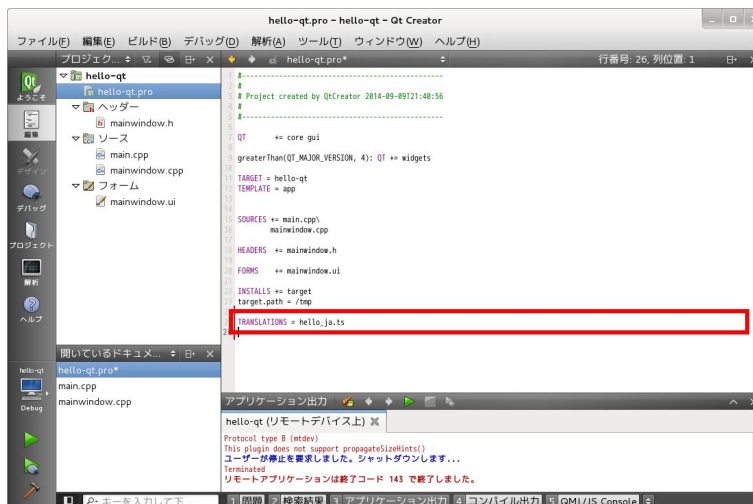 hello-qt.pro - hello-qt - Qt Creator
ファイル(F) 編集(E) ビルド(B) デバッグ(D) 解析(A) ツール(T) ウィンドウ(W) ヘルプ(H)
プロジェク... hello-qt.pro* 行番号: 26, 列位置: 1
Qt
ようこそ
編集
デザイン
デバッグ
プロジェクト
解析
ヘルプ
hello-qt
Debug
hello-qt
hello-qt.pro
ヘッダー
mainwindow.h
ソース
main.cpp
mainwindow.cpp
フォーム
mainwindow.ui
開いているドキュメ...
hello-qt.pro*
main.cpp
mainwindow.cpp
#-------------------------------------------------
#
# Project created by QtCreator 2014-09-09T21:40:56
#
#-------------------------------------------------
QT += core gui
greaterThan(QT_MAJOR_VERSION, 4): QT += widgets
TARGET = hello-qt
TEMPLATE = app
SOURCES += main.cpp\
mainwindow.cpp
HEADERS += mainwindow.h
FORMS += mainwindow.ui
INSTALLS += target
target.path = /tmp
TRANSLATIONS = hello_ja.ts
アプリケーション出力
hello-qt (リモートデバイス上)
Protocol type B (mtdev)
This plugin does not support propagateSizeHints()
ユーザーが停止を要求しました。シャットダウンします...
Terminated
リモートアプリケーションは終了コード 143 で終了しました。
キーを入力して下 1 問題 2 検索結果 3 アプリケーション出力 4 コンパイル出力 5 QML/JS Console